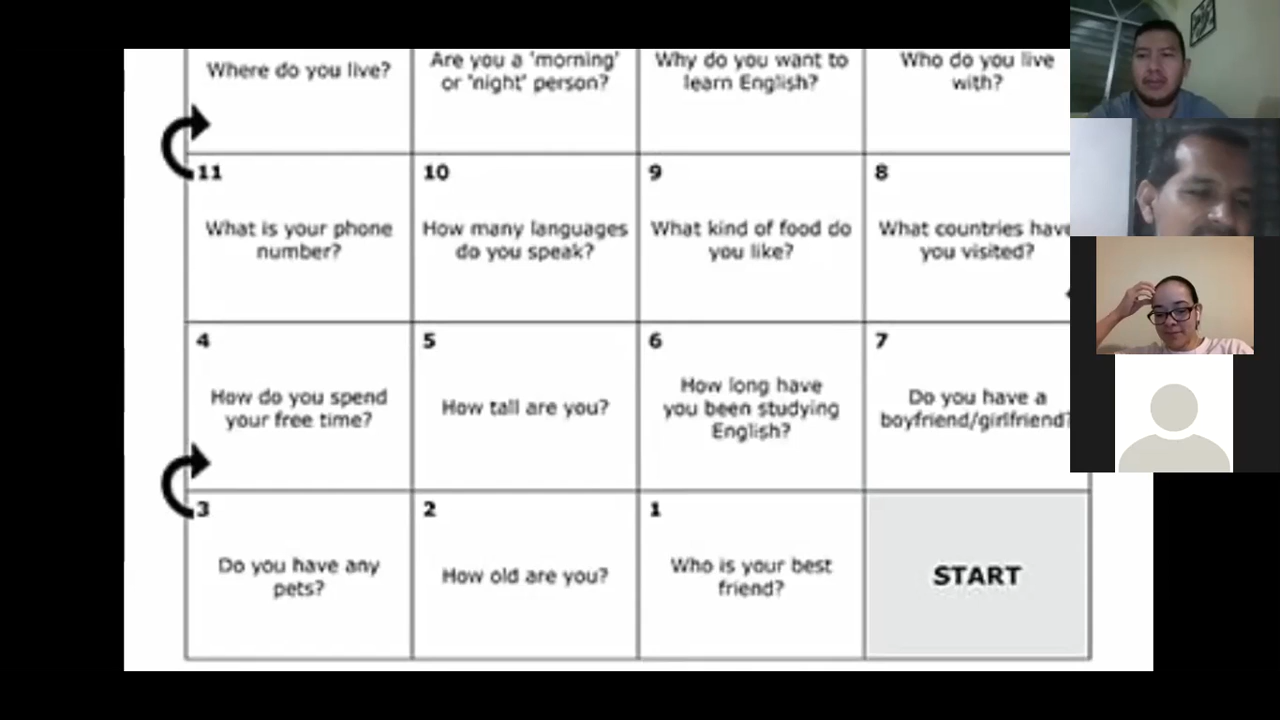 Where do you live?
Are you a 'morning'
or 'night' person?
Why do you want to
learn English?
Who do you live
with?
11
What is your phone
number?
10
How many languages
do you speak?
9
What kind of food do
you like?
8
What countries have
you visited?
4
How do you spend
your free time?
5
How tall are you?
6
How long have
you been studying
English?
7
Do you have a
boyfriend/girlfriend?
3
Do you have any
pets?
2
How old are you?
1
Who is your best
friend?
START